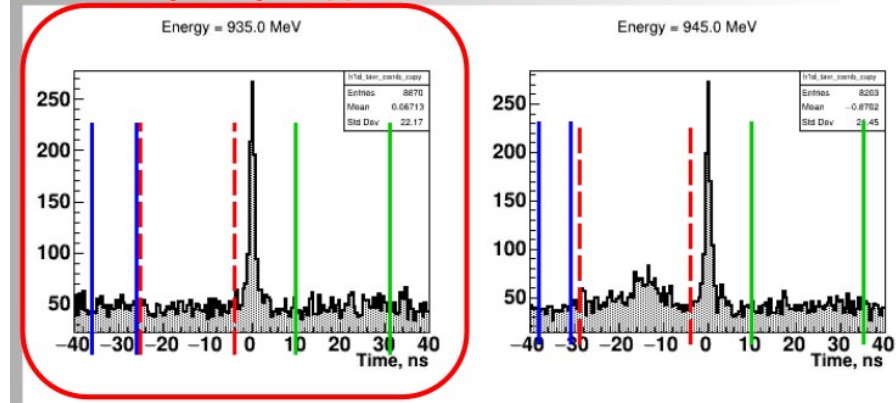 Energy = 935.0 MeV
Energy = 945.0 MeV
Entries 8870
Mean 0.06713
Std Dev 22.17
Entries 8203
Mean −0.8762
Std Dev
250
200
150
100
50
−40 −30 −20 −10 0 10 20 30 40
Time, ns
250
200
150
100
50
−40 −30 −20 −10 0 10 20 30 40
Time, ns